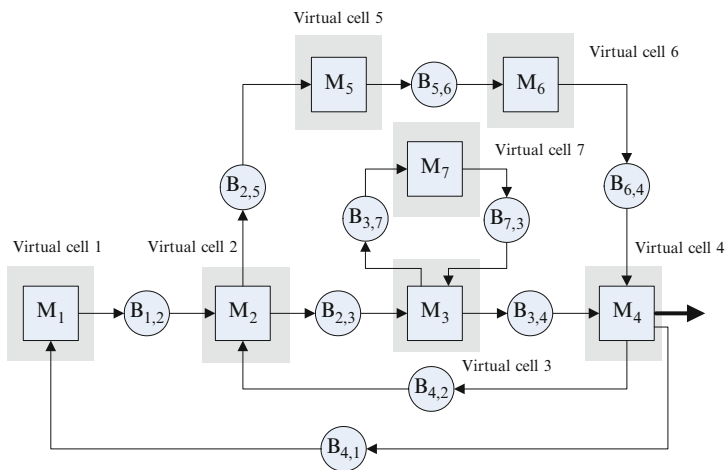 Virtual cell 5
M5
B5,6
M6
Virtual cell 6
B2,5
M7
Virtual cell 7
B3,7
B7,3
B6,4
Virtual cell 1
Virtual cell 2
Virtual cell 4
M1
B1,2
M2
B2,3
M3
B3,4
M4
Virtual cell 3
B4,2
B4,1